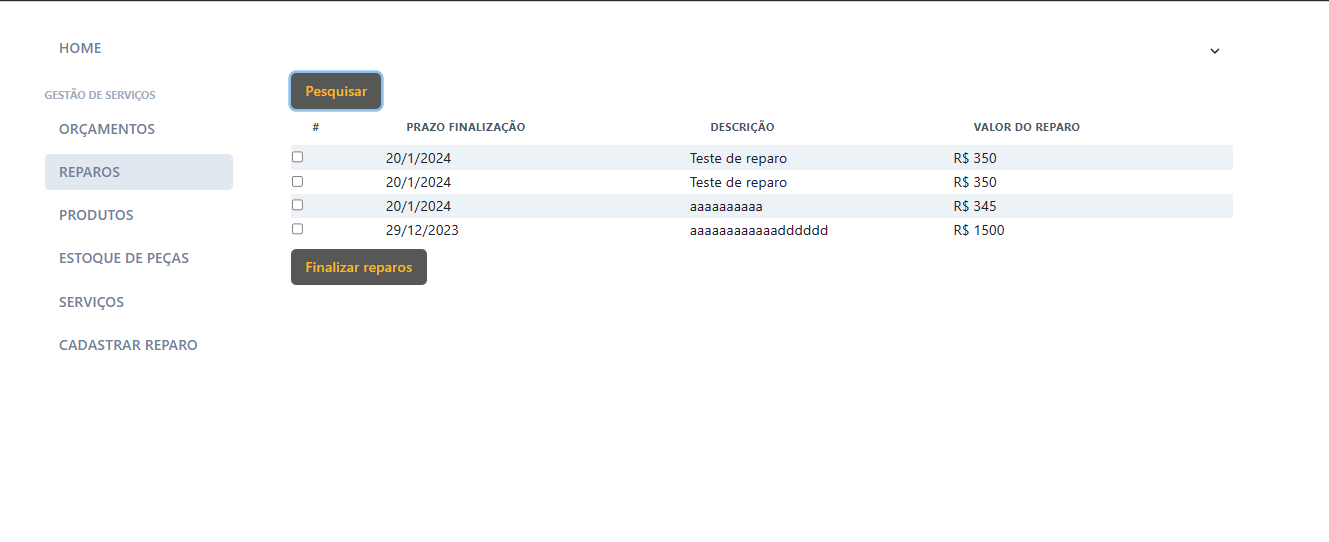 HOME
GESTÃO DE SERVIÇOS
ORÇAMENTOS
REPAROS
PRODUTOS
ESTOQUE DE PEÇAS
SERVIÇOS
CADASTRAR REPARO
Pesquisar
# PRAZO FINALIZAÇÃO DESCRIÇÃO VALOR DO REPARO
20/1/2024 Teste de reparo R$ 350
20/1/2024 Teste de reparo R$ 350
20/1/2024 aaaaaaaaaa R$ 345
29/12/2023 aaaaaaaaaaaadddddd R$ 1500
Finalizar reparos